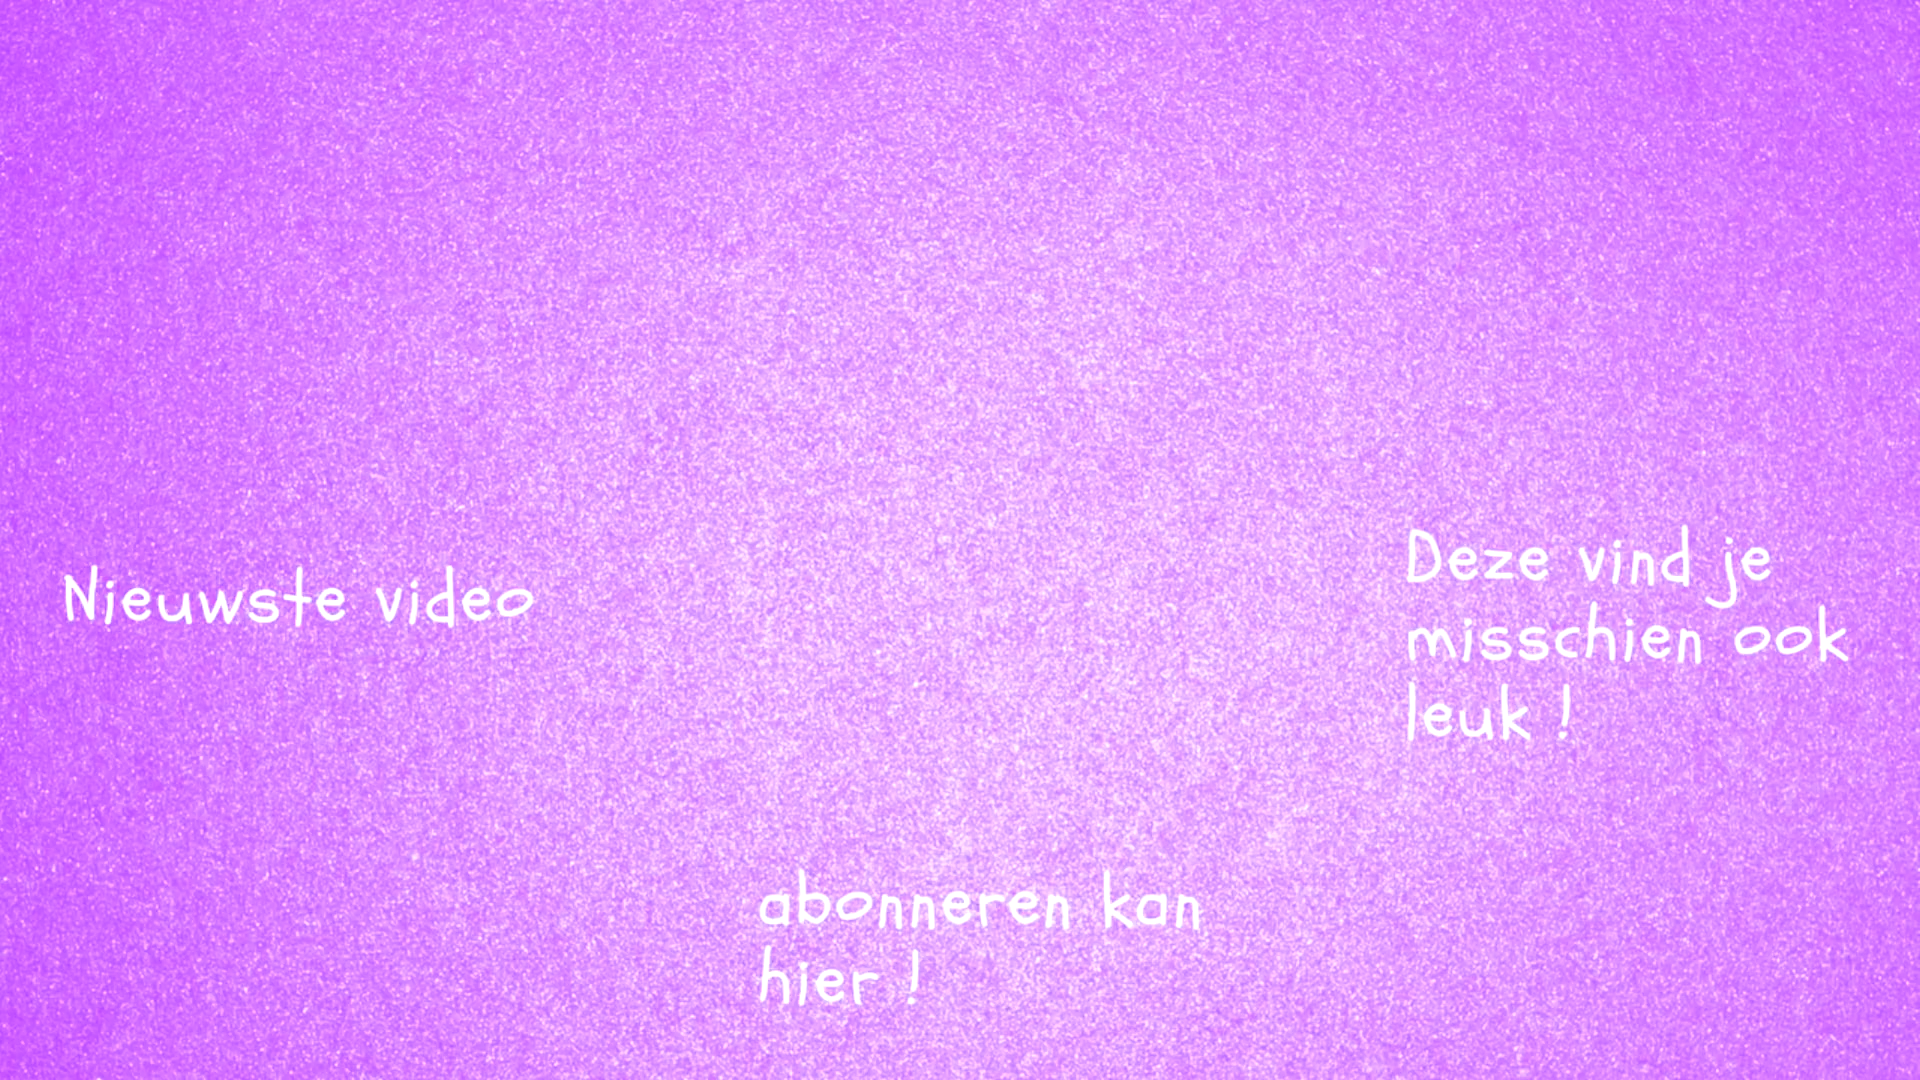 Nieuwste video
Deze vind je
misschien ook
leuk !
abonneren kan
hier !